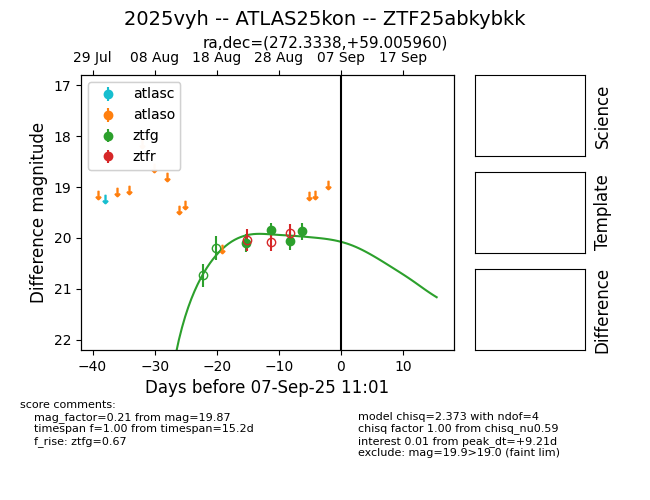 2025vyh -- ATLAS25kon -- ZTF25abkybkk
ra,dec=(272.3338,+59.005960)
29 Jul 08 Aug 18 Aug 28 Aug 07 Sep 17 Sep
17
18
19
20
21
22
Difference magnitude
atlasc
atlaso
ztfg
ztfr
−40 −30 −20 −10 0 10
Days before 07-Sep-25 11:01
Science
Template
Difference
score comments:
mag_factor=0.21 from mag=19.87
timespan f=1.00 from timespan=15.2d
f_rise: ztfg=0.67
model chisq=2.373 with ndof=4
chisq factor 1.00 from chisq_nu0.59
interest 0.01 from peak_dt=+9.21d
exclude: mag=19.9>19.0 (faint lim)